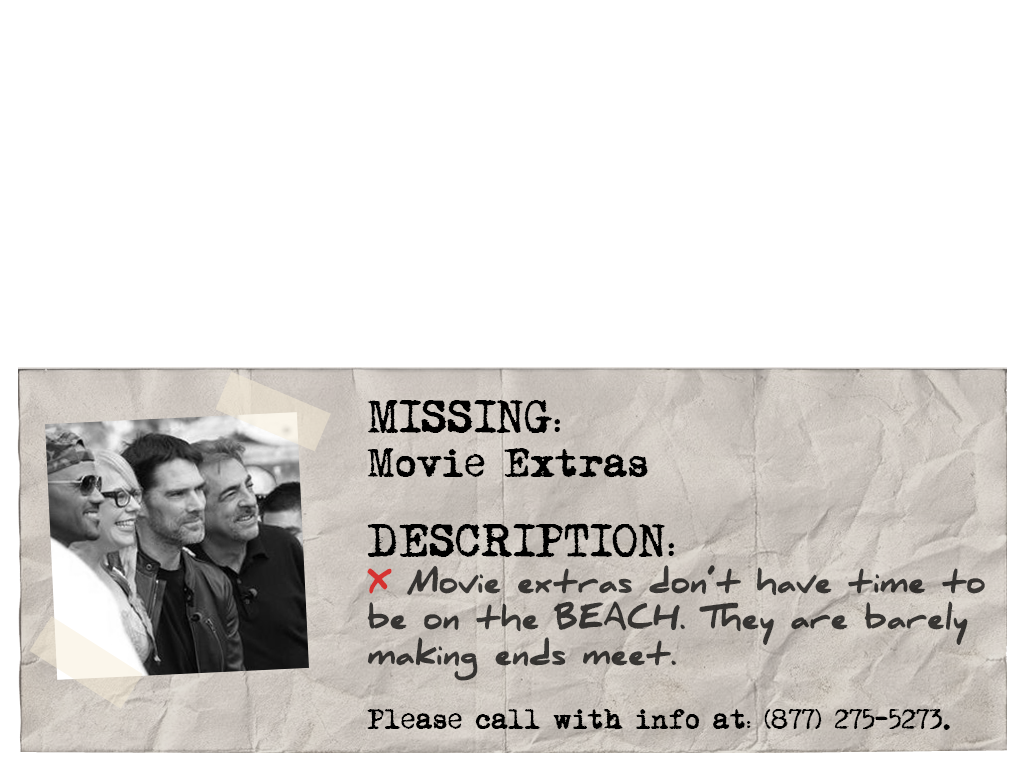 MISSING:
Movie Extras
DESCRIPTION:
❌ Movie extras don't have time to
be on the BEACH. They are barely
making ends meet.
Please call with info at: (877) 275-5273.